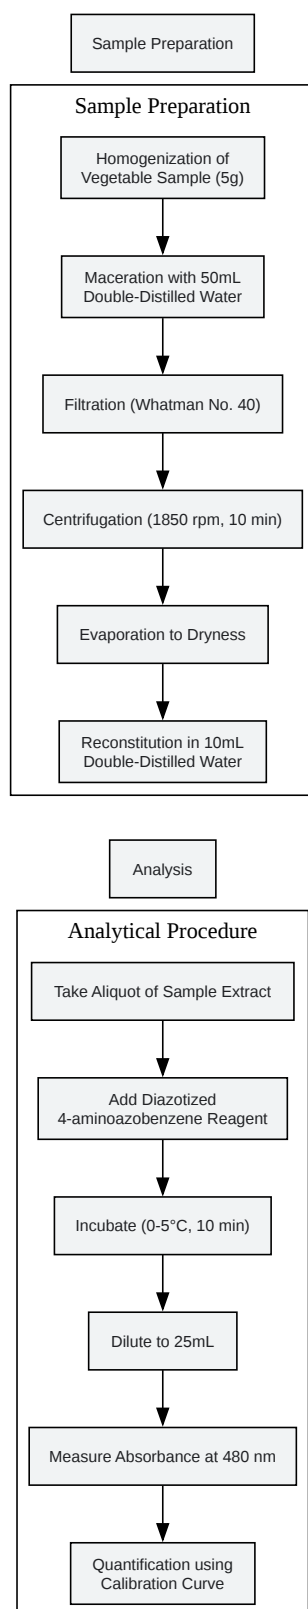 Sample Preparation
Sample Preparation
Homogenization of
Vegetable Sample (5g)
Maceration with 50mL
Double-Distilled Water
Filtration (Whatman No. 40)
Centrifugation (1850 rpm, 10 min)
Evaporation to Dryness
Reconstitution in 10mL
Double-Distilled Water
Analysis
Analytical Procedure
Take Aliquot of Sample Extract
Add Diazotized
4-aminoazobenzene Reagent
Incubate (0-5°C, 10 min)
Dilute to 25mL
Measure Absorbance at 480 nm
Quantification using
Calibration Curve